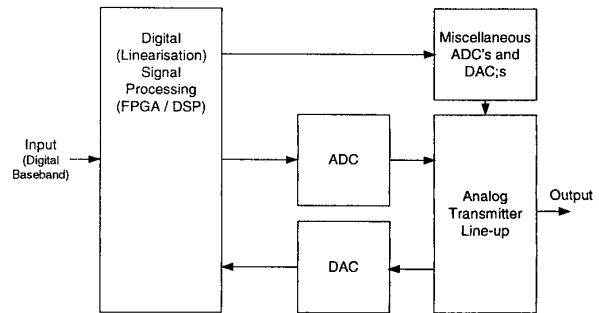 Digital
(Linearisation)
Signal
Processing
(FPGA / DSP)
Miscellaneous
ADC's and
DAC;s
Input
(Digital
Baseband)
ADC
Analog
Transmitter
Line-up
Output
DAC